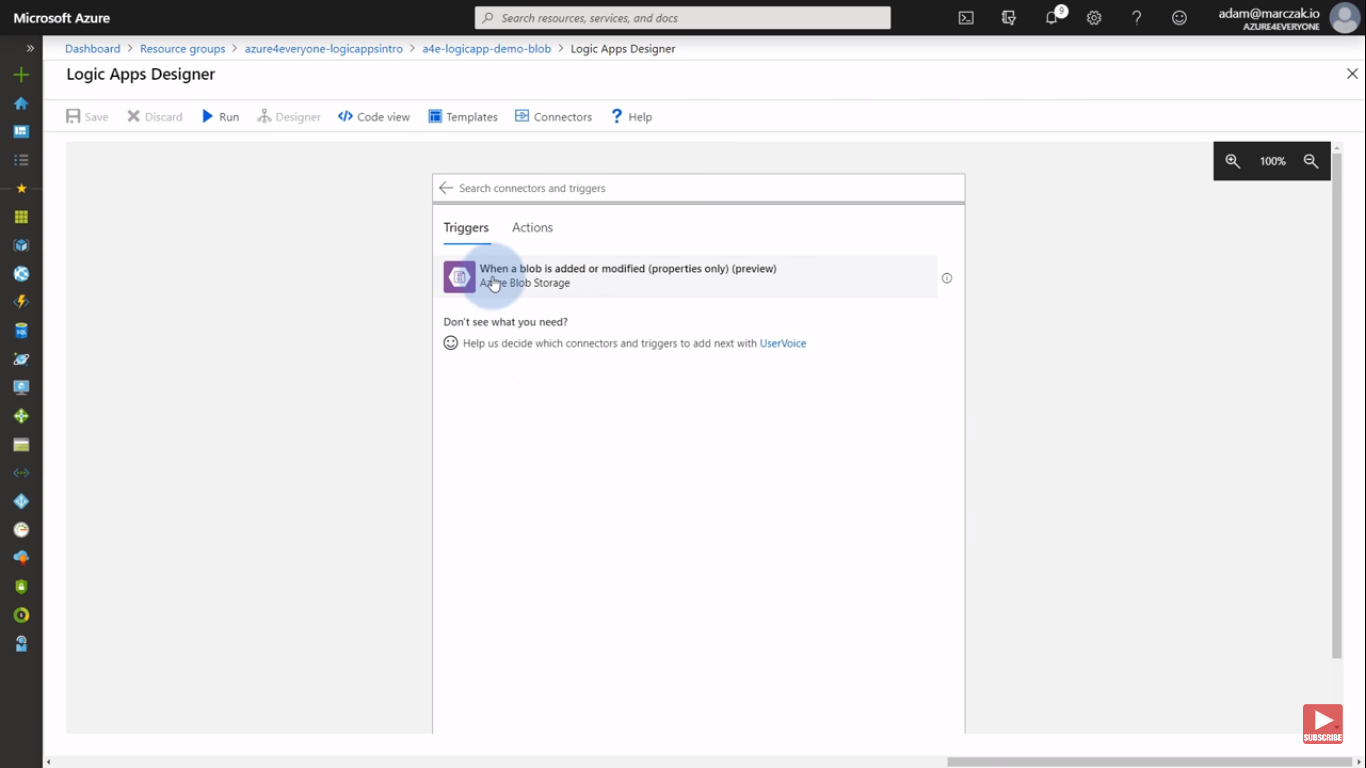 Microsoft Azure
Search resources, services, and docs
9
adam@marczak.io
AZURE4EVERYONE
Dashboard > Resource groups > azure4everyone-logicappsintro > a4e-logicapp-demo-blob > Logic Apps Designer
Logic Apps Designer
Save Discard Run Designer Code view Templates Connectors Help
100%
Search connectors and triggers
Triggers Actions
When a blob is added or modified (properties only) (preview)
Azure Blob Storage
Don't see what you need?
Help us decide which connectors and triggers to add next with UserVoice
SUBSCRIBE